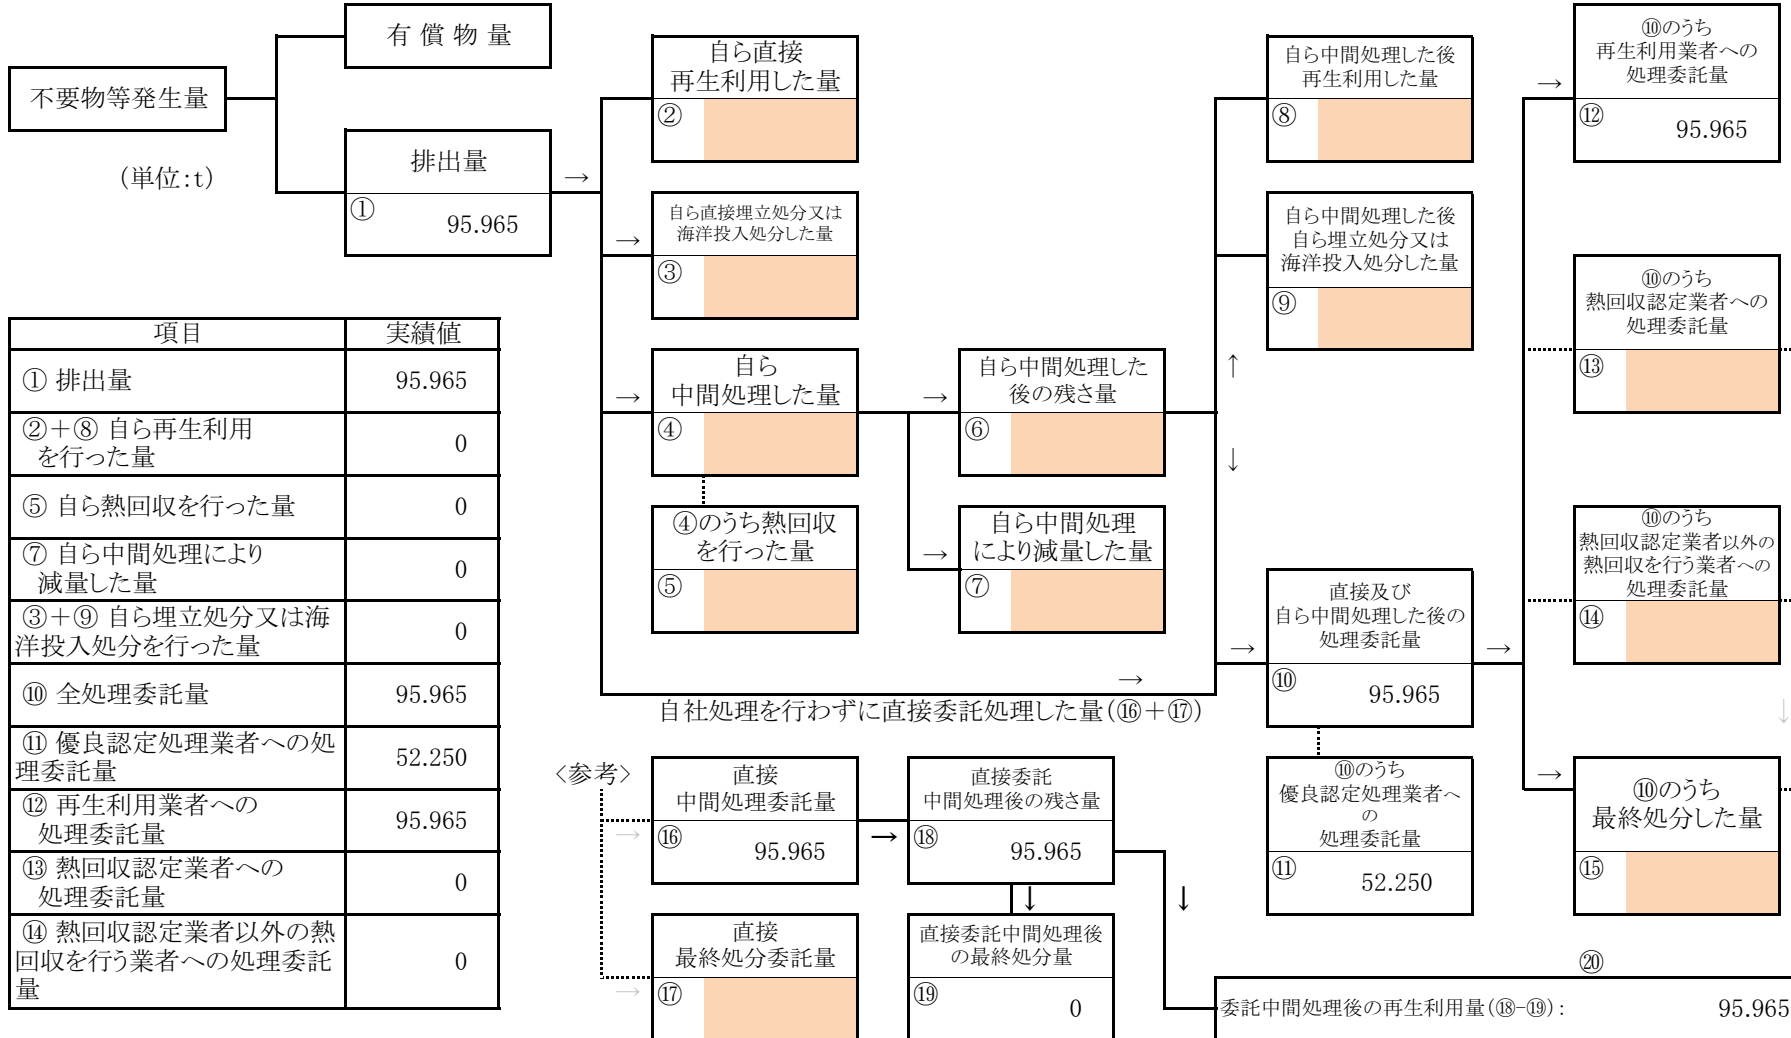 有 償 物 量
不要物等発生量
(単位:t)
排出量
→
①
95.965
自ら直接
再生利用した量
②
→
自ら直接埋立処分又は
海洋投入処分した量
③
→
自ら
中間処理した量
④
④のうち熱回収
を行った量
⑤
→
自ら中間処理した
後の残さ量
⑥
→
自ら中間処理
により減量した量
⑦
↑
↓
自ら中間処理した後
再生利用した量
⑧
自ら中間処理した後
自ら埋立処分又は
海洋投入処分した量
⑨
→
直接及び
自ら中間処理した後の
処理委託量
→
⑩
95.965
→
自社処理を行わずに直接委託処理した量(⑯+⑰)
⑩のうち
優良認定処理業者へ
の
処理委託量
⑪
52.250
→
⑩のうち
再生利用業者への
処理委託量
⑫
95.965
⑩のうち
熱回収認定業者への
処理委託量
⑬
⑩のうち
熱回収認定業者以外の
熱回収を行う業者への
処理委託量
⑭
↓
→
⑩のうち
最終処分した量
⑮
項目 実績値
① 排出量 95.965
②+⑧ 自ら再生利用
を行った量
0
⑤ 自ら熱回収を行った量 0
⑦ 自ら中間処理により
減量した量
0
③+⑨ 自ら埋立処分又は海
洋投入処分を行った量
0
⑩ 全処理委託量 95.965
⑪ 優良認定処理業者への処
理委託量
52.250
⑫ 再生利用業者への
処理委託量
95.965
⑬ 熱回収認定業者への
処理委託量
0
⑭ 熱回収認定業者以外の熱
回収を行う業者への処理委託
量
0
<参考>
→
直接
中間処理委託量
⑯
95.965
→
直接委託
中間処理後の残さ量
⑱
95.965
↓
↓
→
直接
最終処分委託量
⑰
直接委託中間処理後
の最終処分量
⑲
0
⑳
委託中間処理後の再生利用量(⑱-⑲): 95.965